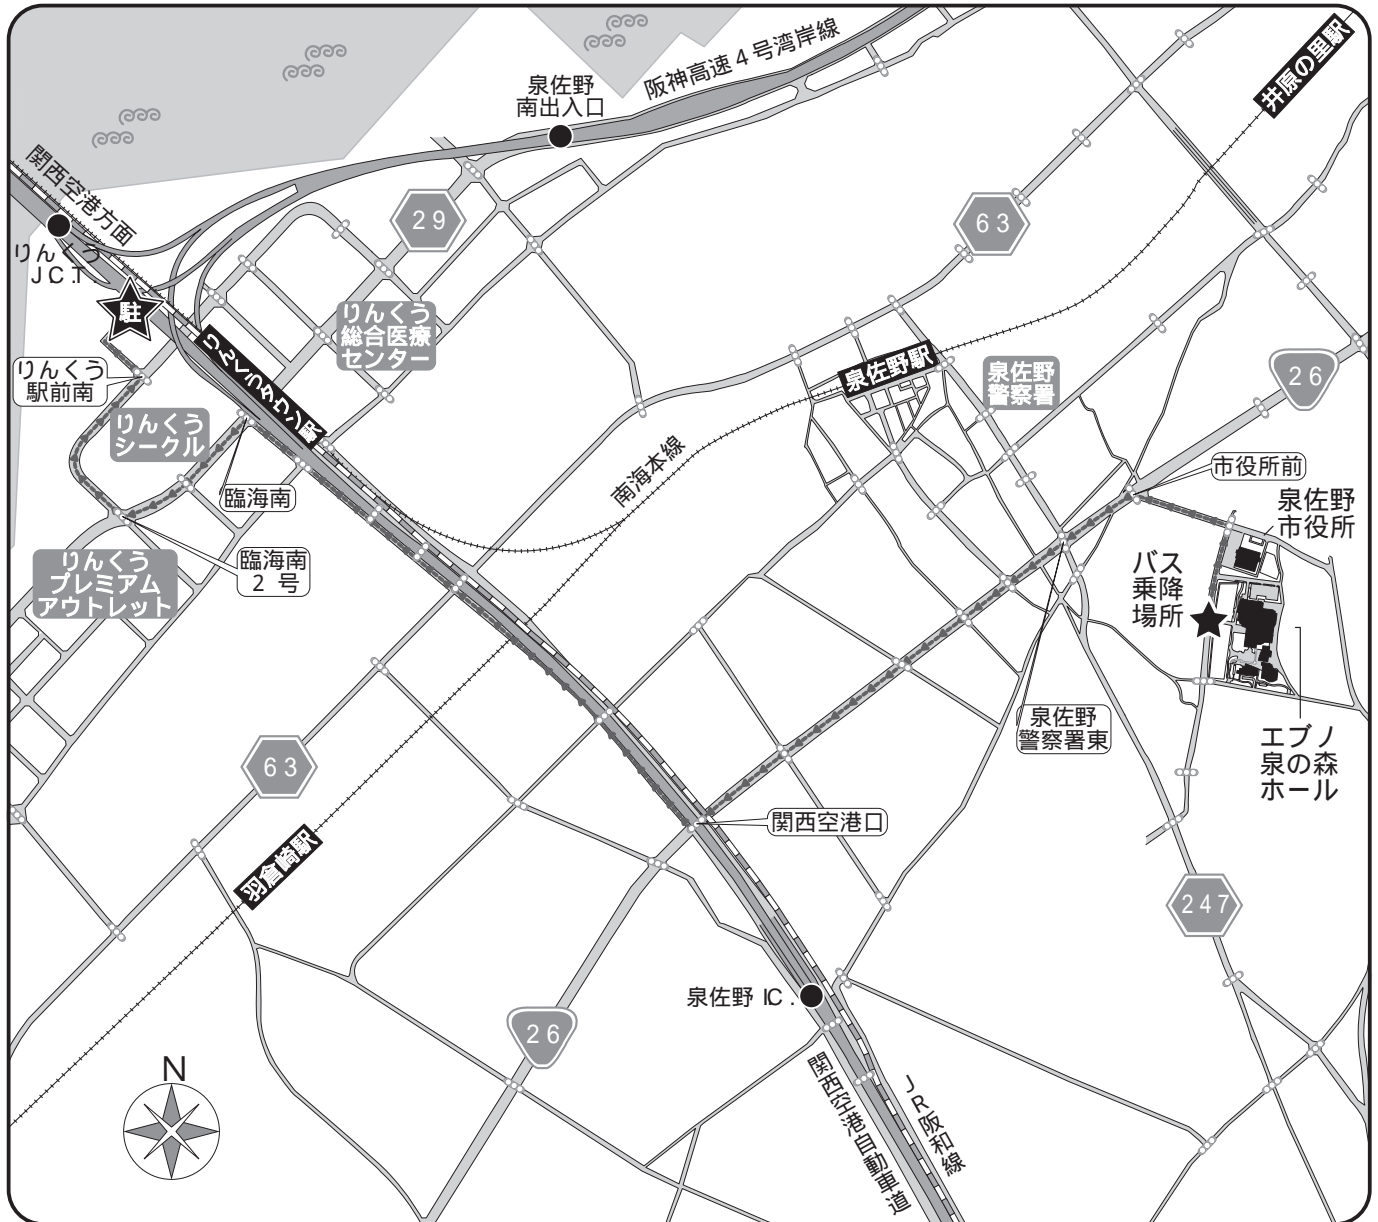 阪神高速4号湾岸線
泉佐野
南出入口
井原の里駅
関西空港方面
29
63
りんくう
J.C.T
駐
りんくう
総合医療
センター
りんくうタウン駅
りんくう
駅前南
りんくう
シークル
泉佐野駅
泉佐野
警察署
26
南海本線
臨海南
市役所前
泉佐野
市役所
臨海南
2号
りんくう
プレミアム
アウトレット
バス
乗降
場所
泉佐野
警察署東
エブノ
泉の森
ホール
63
関西空港口
羽倉崎駅
247
泉佐野 IC.
26
N
関西空港自動車道
JR阪和線